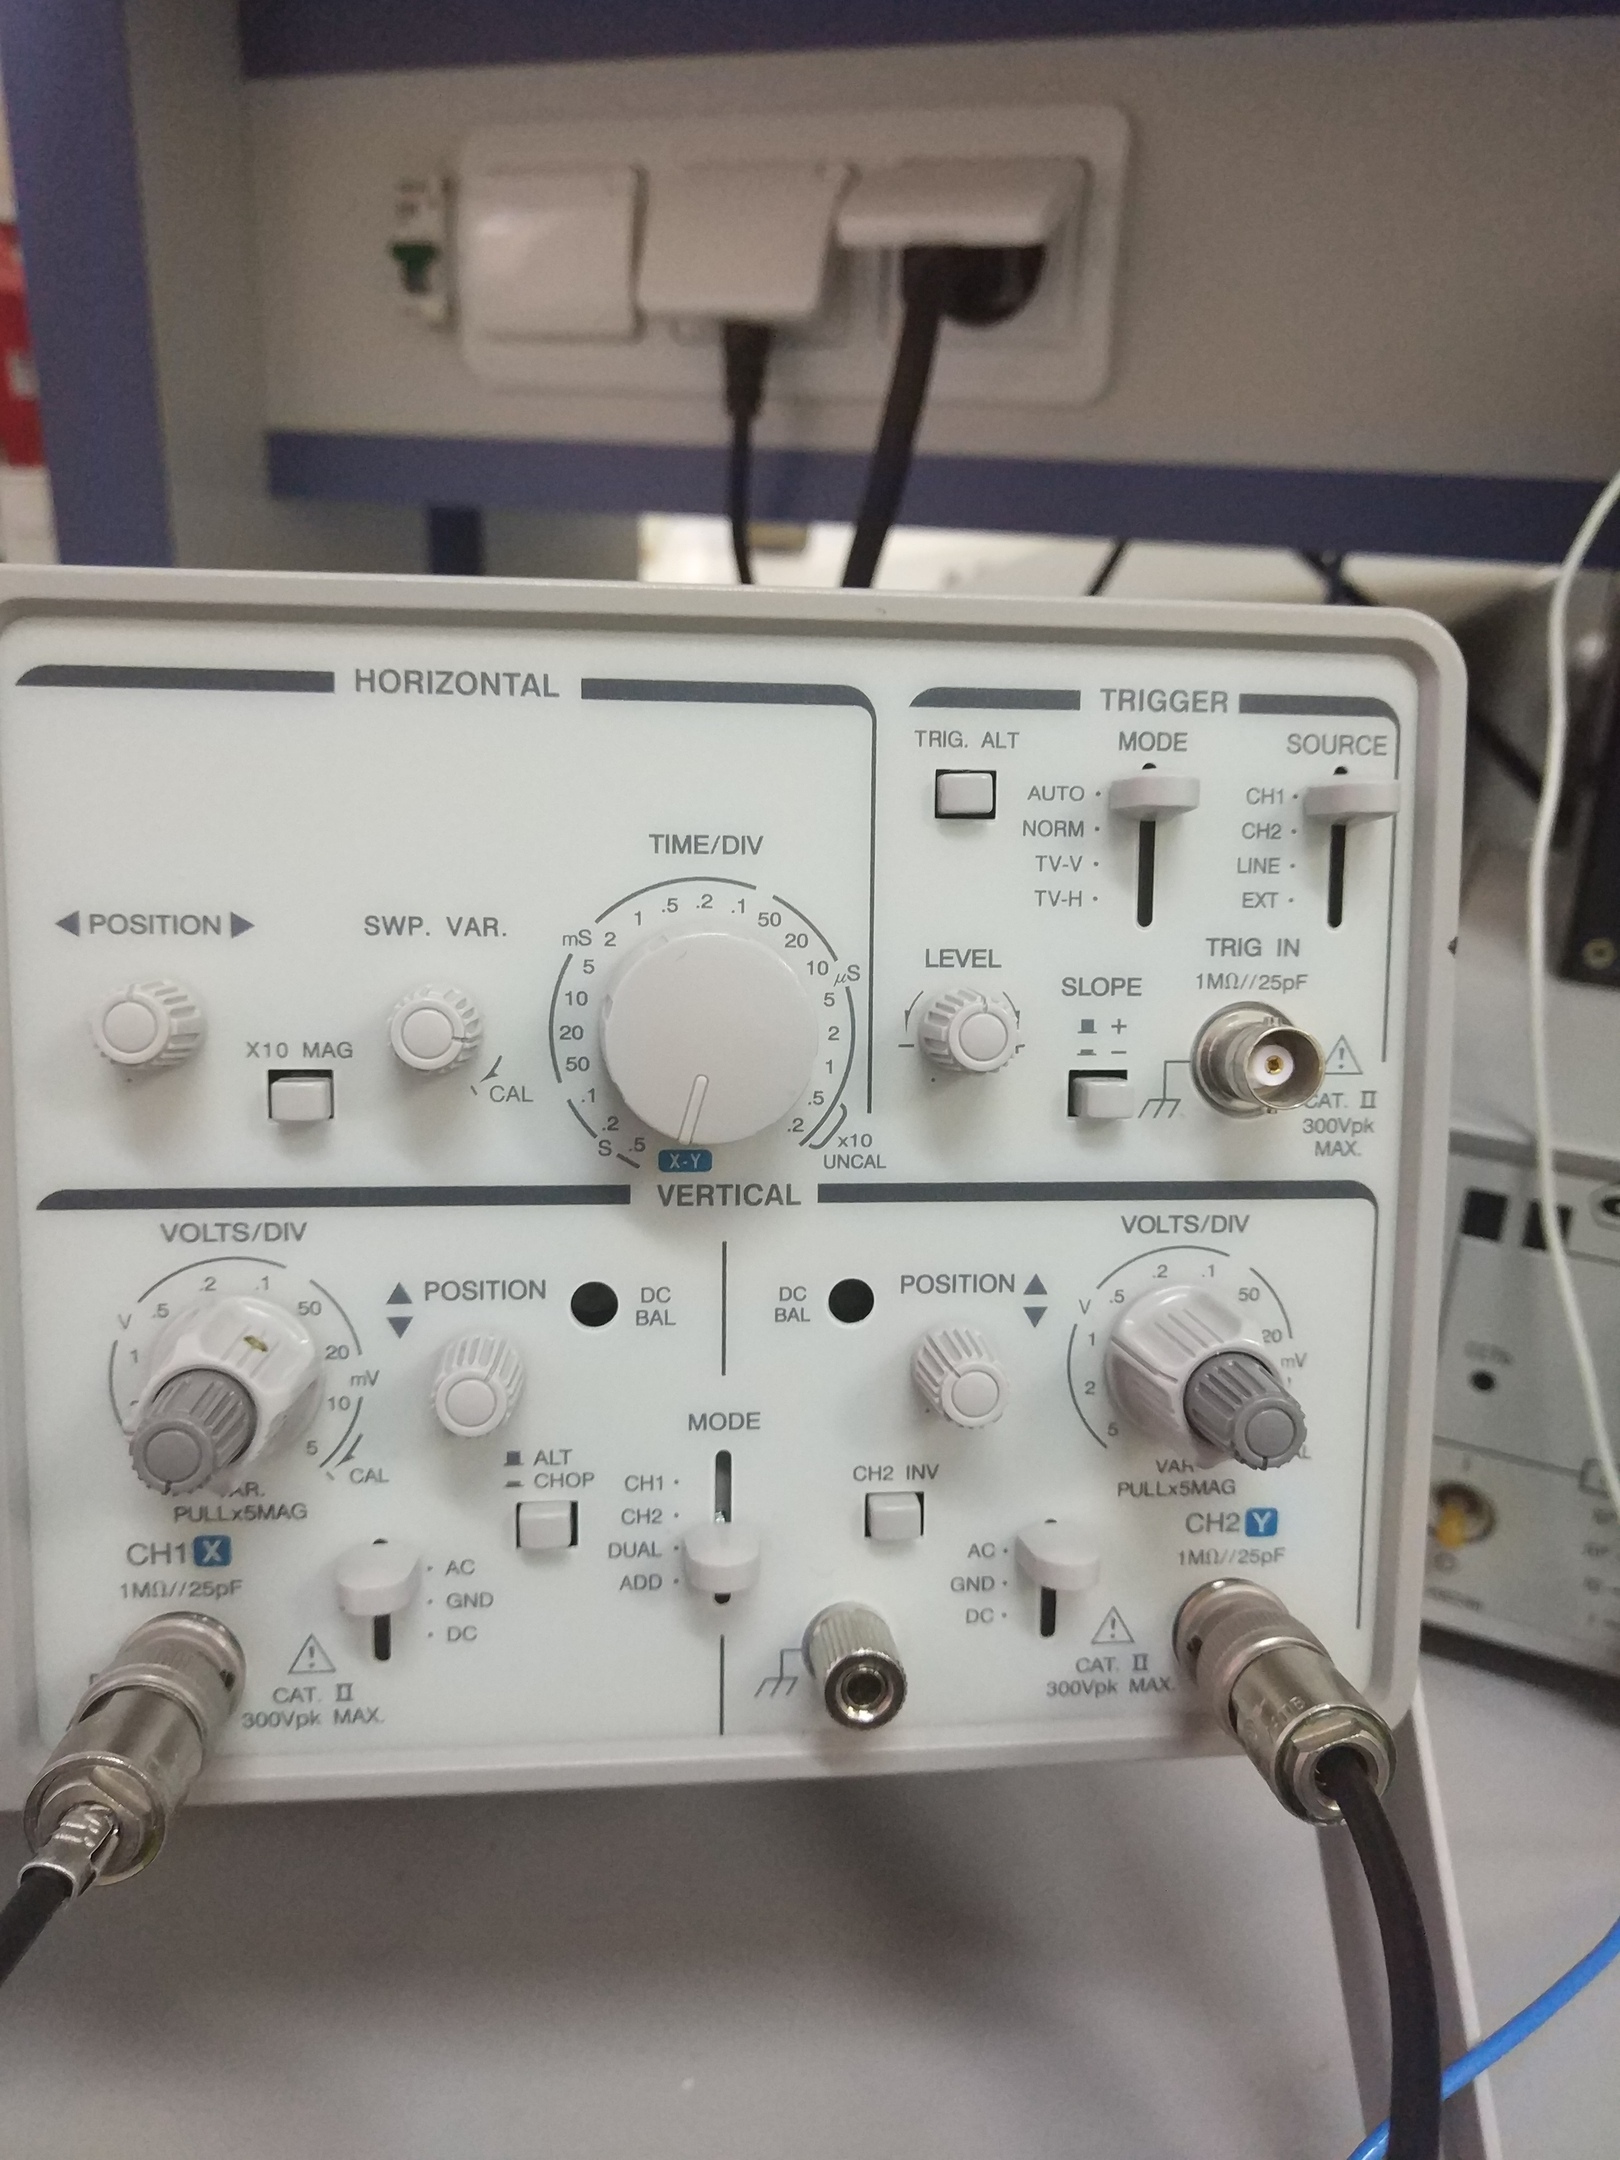 HORIZONTAL
TRIGGER
TRIG. ALT
MODE
SOURCE
AUTO
NORM
TV-V
TV-H
CH1
CH2
LINE
EXT
TIME/DIV
mS
2
1
.5
.2
.1
50
20
10
µS
5
2
1
.5
.2
x10
UNCAL
5
10
20
50
.1
.2
S
.5
X-Y
◀ POSITION ▶
SWP. VAR.
X10 MAG
CAL
LEVEL
SLOPE
+
−
TRIG IN
1MΩ//25pF
CAT. II
300Vpk
MAX.
VERTICAL
VOLTS/DIV
V
1
.5
.2
.1
50
20
mV
10
5
CAL
PULLx5MAG
CH1 X
1MΩ//25pF
CAT. II
300Vpk MAX.
▲ POSITION
▼
DC
BAL
ALT
CHOP
AC
GND
DC
MODE
CH1
CH2
DUAL
ADD
DC
BAL
POSITION ▲
▼
CH2 INV
AC
GND
DC
VOLTS/DIV
V
5
2
1
.5
.2
.1
50
20
mV
VAR
PULLx5MAG
CH2 Y
1MΩ//25pF
CAT. II
300Vpk MAX.